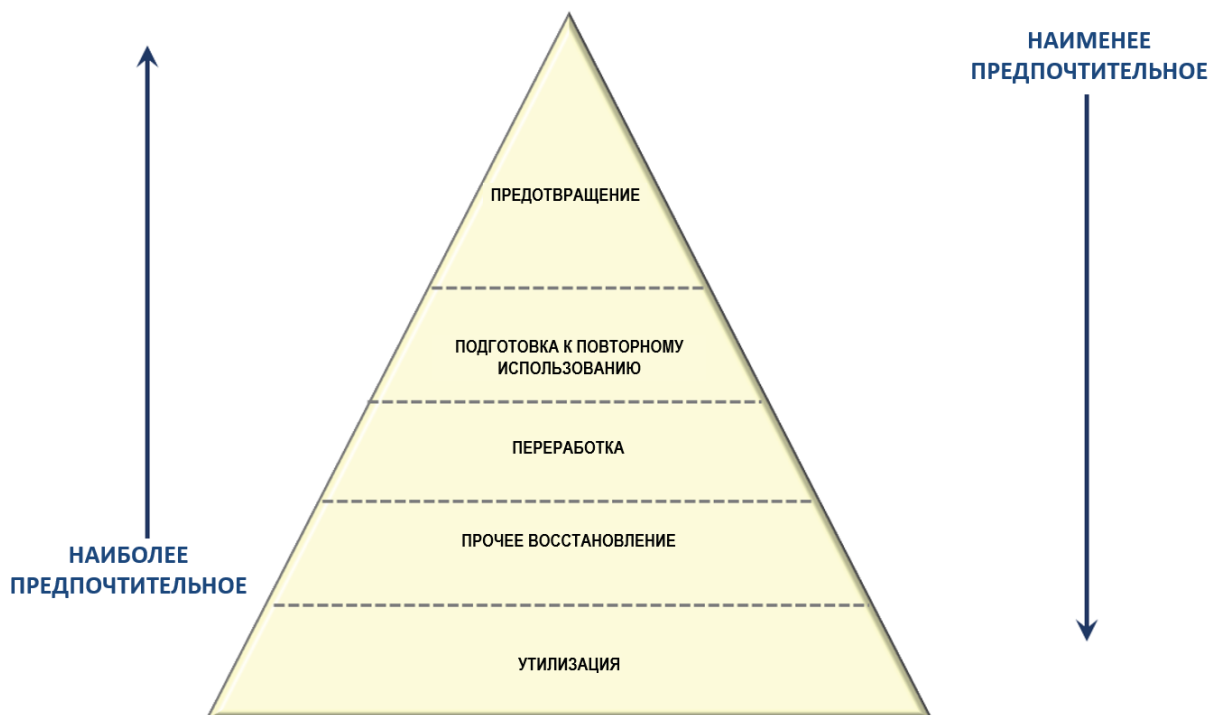 НАИМЕНЕЕ
ПРЕДПОЧТИТЕЛЬНОЕ
ПРЕДОТВРАЩЕНИЕ
ПОДГОТОВКА К ПОВТОРНОМУ
ИСПОЛЬЗОВАНИЮ
ПЕРЕРАБОТКА
ПРОЧЕЕ ВОССТАНОВЛЕНИЕ
НАИБОЛЕЕ
ПРЕДПОЧТИТЕЛЬНОЕ
УТИЛИЗАЦИЯ